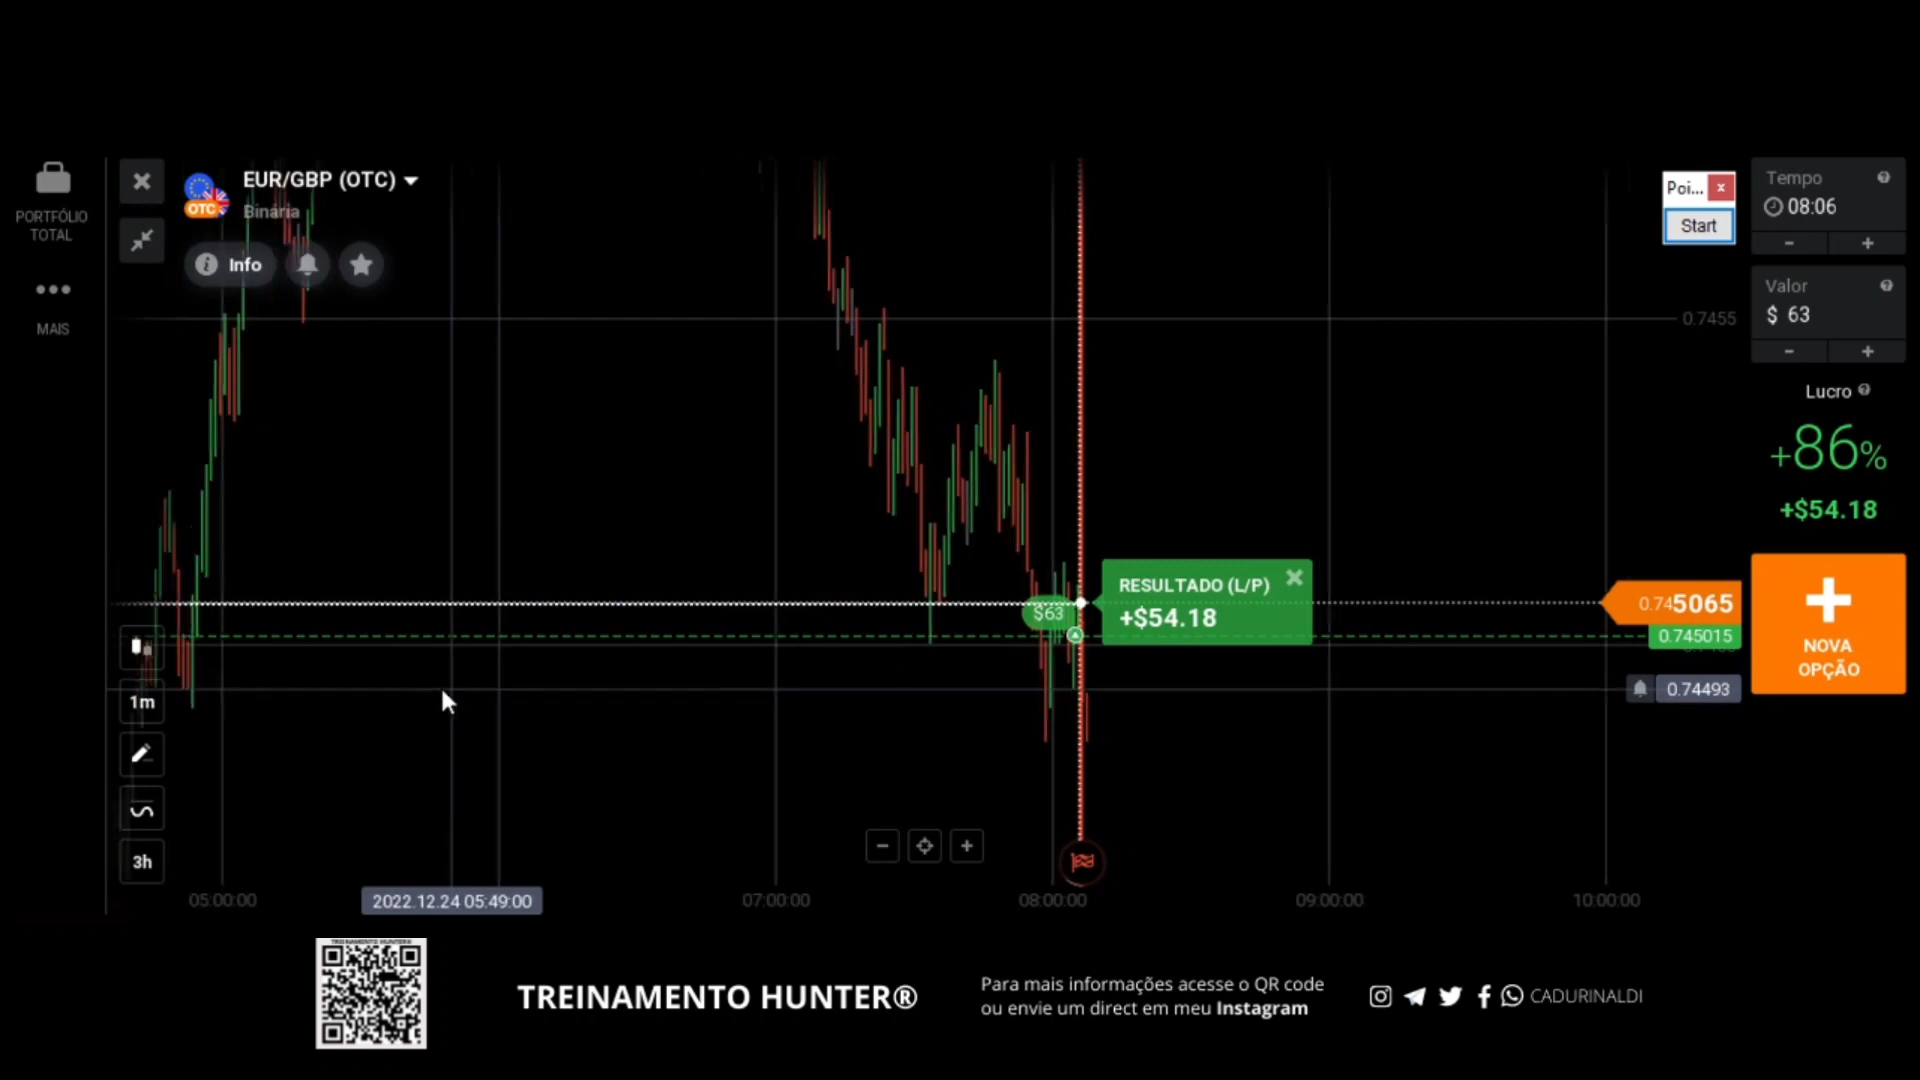 PORTFÓLIO
TOTAL
MAIS
EUR/GBP (OTC)
OTC
Binária
Info
Poi...
Start
Tempo
08:06
- +
Valor
$ 63
- +
Lucro
+86%
+$54.18
NOVA
OPÇÃO
0.7455
0.745065
0.745015
0.74493
RESULTADO (L/P)
+$54.18
$63
1m
3h
- +
05:00:00
2022.12.24 05:49:00
07:00:00
08:00:00
09:00:00
10:00:00
TREINAMENTO HUNTER®
TREINAMENTO HUNTER®
Para mais informações acesse o QR code
ou envie um direct em meu Instagram
CADURINALDI